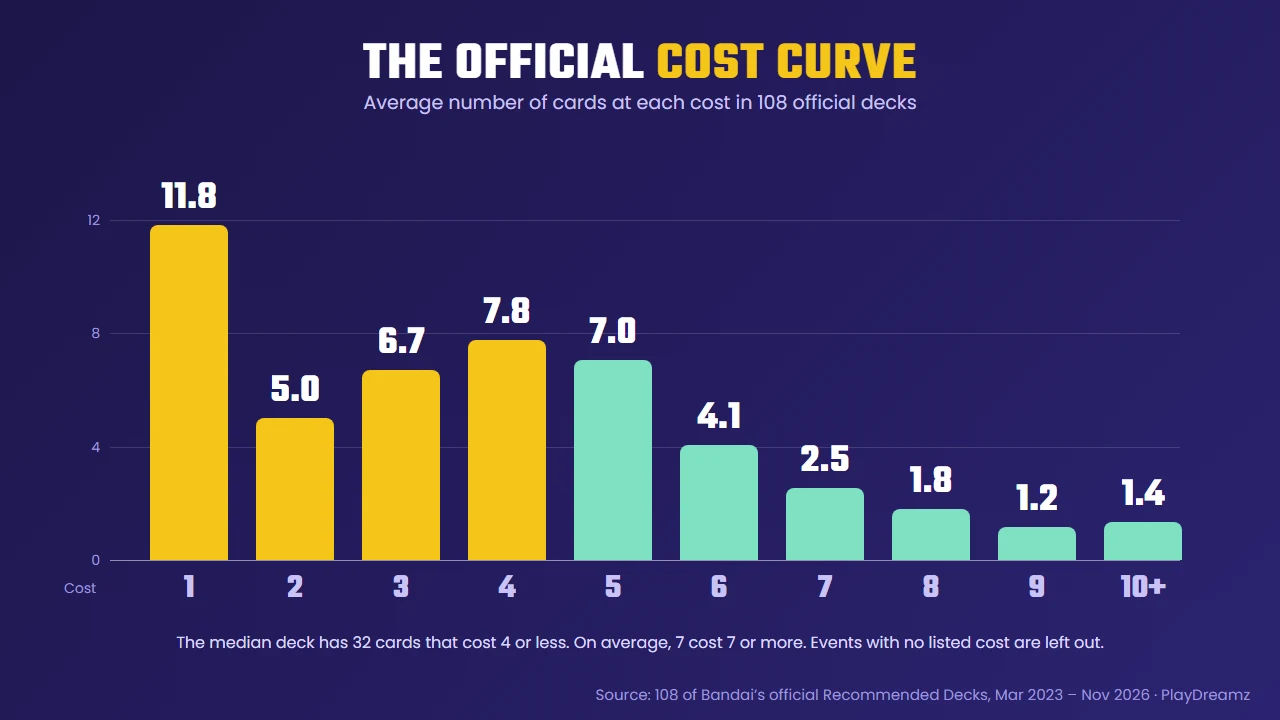 THE OFFICIAL COST CURVE
Average number of cards at each cost in 108 official decks
11.8
12
7.8
7.0
6.7
8
5.0
4.1
4
2.5
1.8
1.2
1.4
0
Cost 1 2 3 4 5 6 7 8 9 10+
The median deck has 32 cards that cost 4 or less. On average, 7 cost 7 or more. Events with no listed cost are left out.
Source: 108 of Bandai’s official Recommended Decks, Mar 2023 – Nov 2026 · PlayDreamz